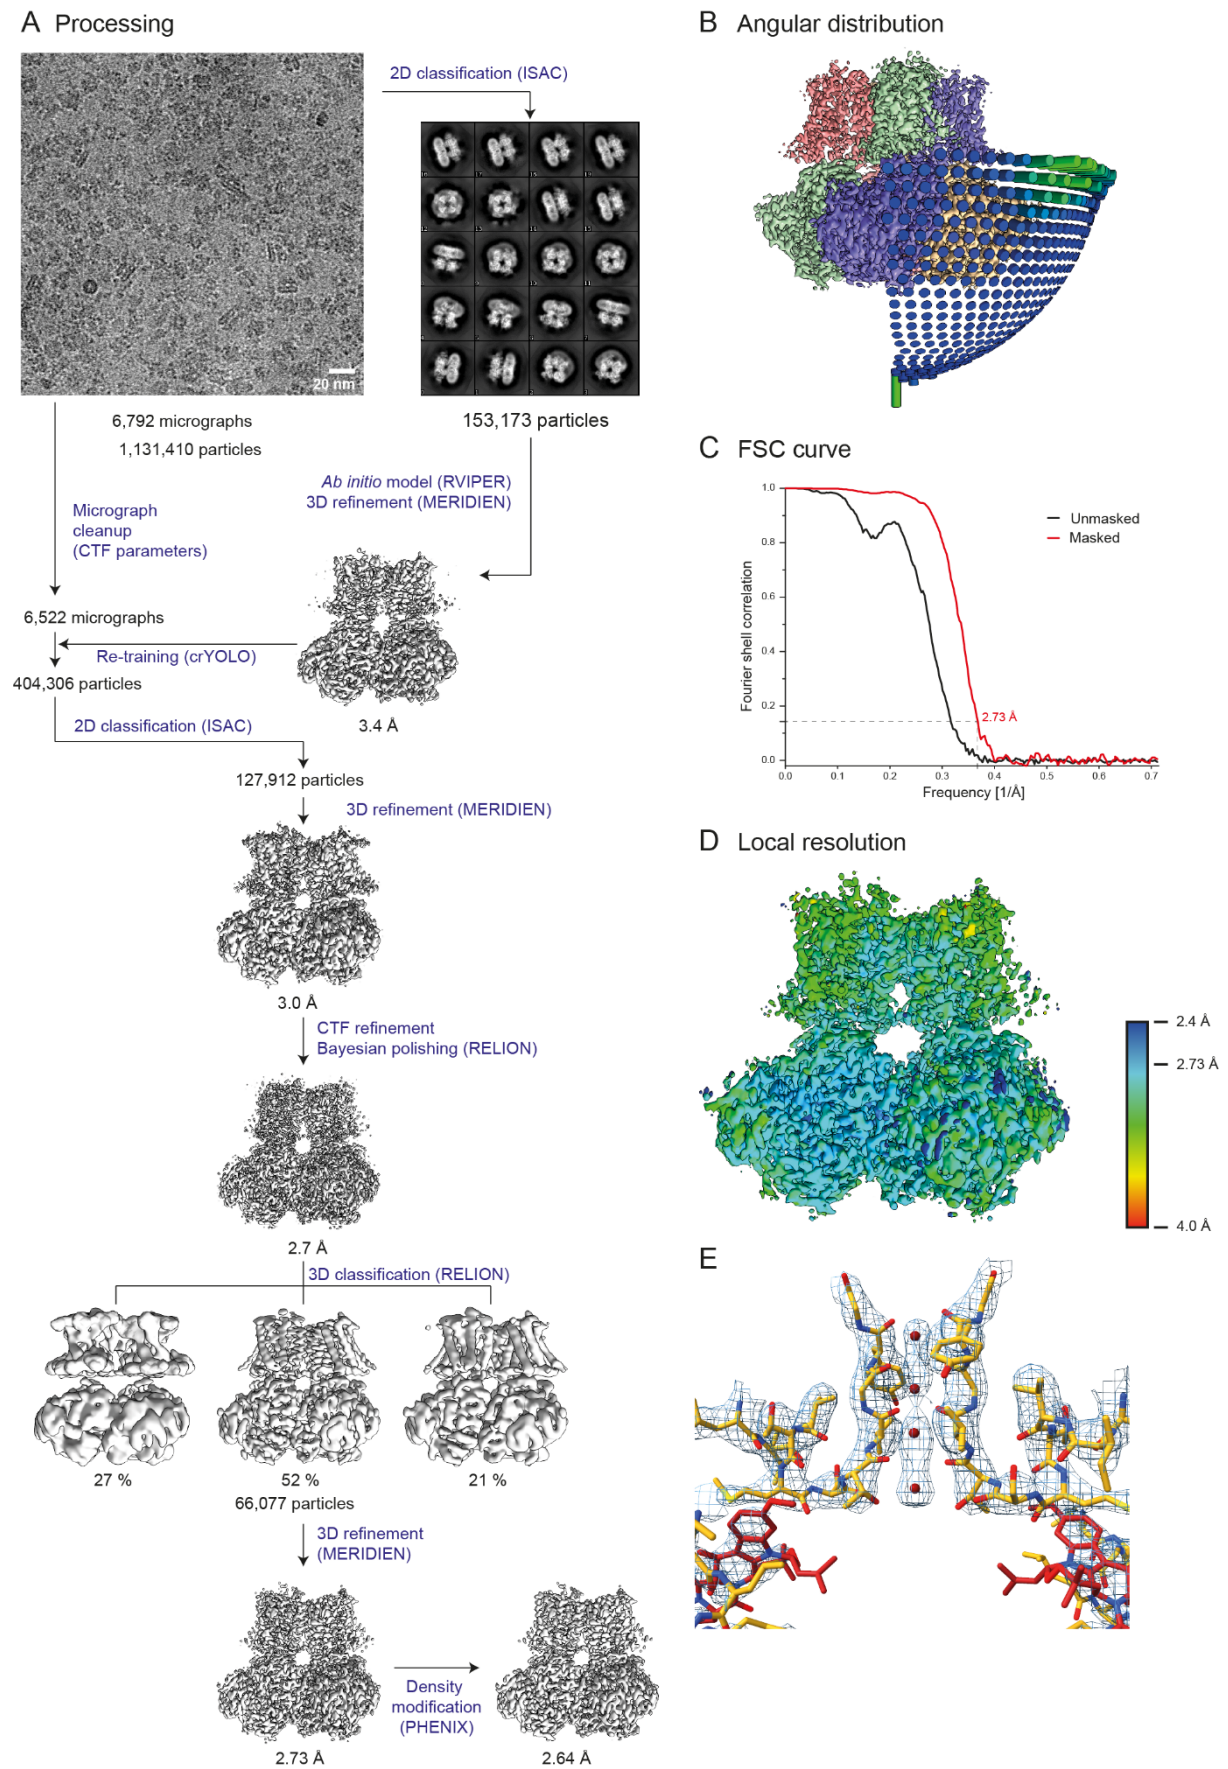 A Processing
2D classification (ISAC)
20 nm
6,792 micrographs
1,131,410 particles
153,173 particles
Ab initio model (RVIPER)
3D refinement (MERIDIEN)
Micrograph
cleanup
(CTF parameters)
6,522 micrographs
Re-training (crYOLO)
404,306 particles
3.4 Å
2D classification (ISAC)
127,912 particles
3D refinement (MERIDIEN)
3.0 Å
CTF refinement
Bayesian polishing (RELION)
2.7 Å
3D classification (RELION)
27 %
52 %
21 %
66,077 particles
3D refinement
(MERIDIEN)
Density
modification
(PHENIX)
2.73 Å
2.64 Å
B Angular distribution
C FSC curve
1.0
0.8
0.6
0.4
0.2
0.0
Fourier shell correlation
Unmasked
Masked
2.73 Å
0.0 0.1 0.2 0.3 0.4 0.5 0.6 0.7
Frequency [1/Å]
D Local resolution
2.4 Å
2.73 Å
4.0 Å
E